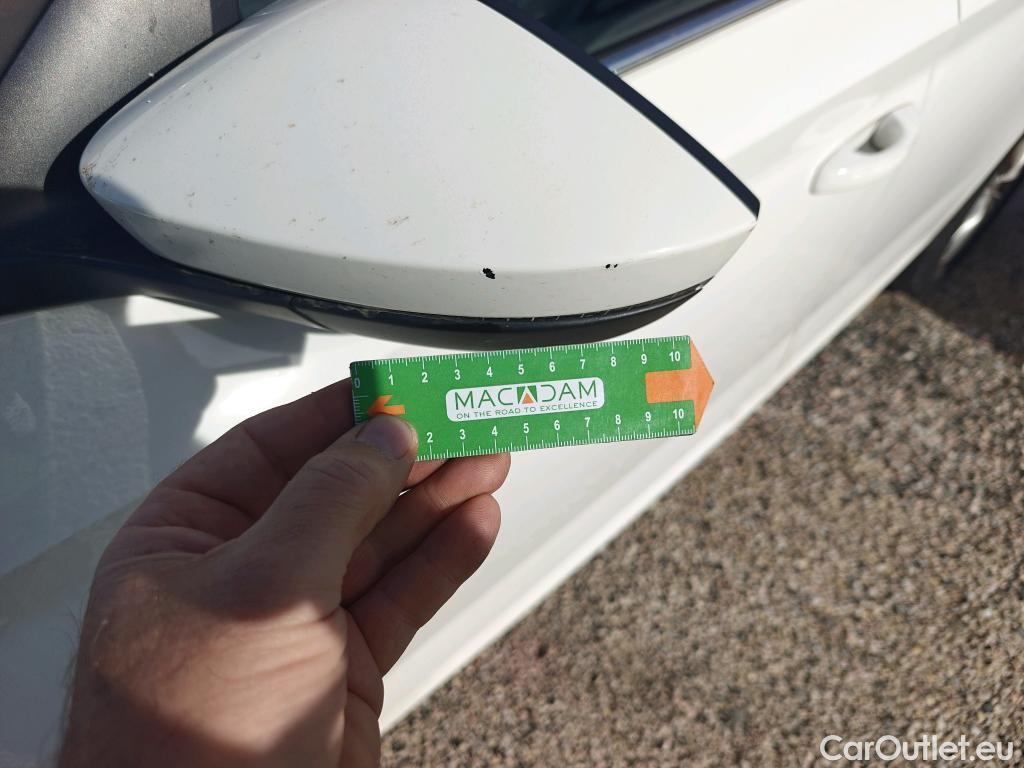 0 1 2 3 4 5 6 7 8 9 10
MACADAM
ON THE ROAD TO EXCELLENCE
2 3 4 5 6 7 8 9 10
CarOutlet.eu